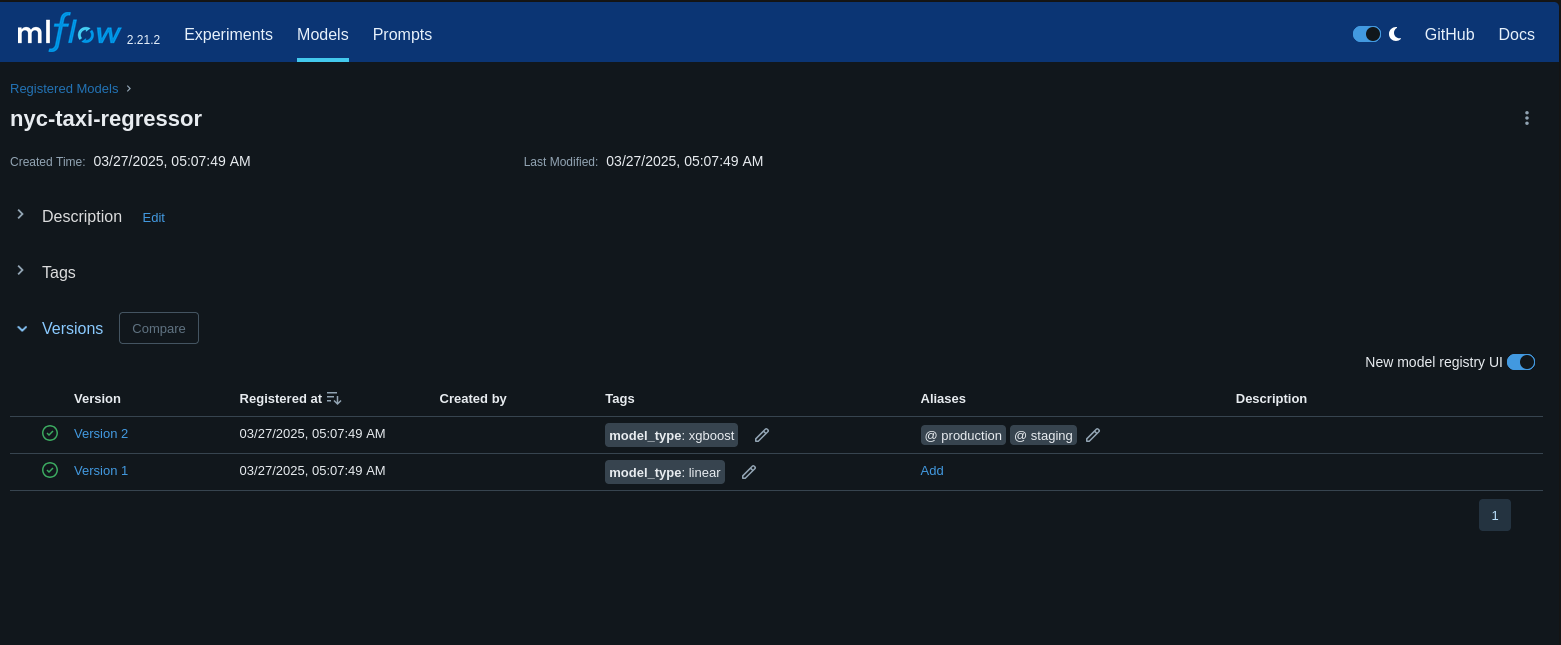 mlflow 2.21.2 Experiments Models Prompts GitHub Docs
Registered Models
nyc-taxi-regressor
Created Time: 03/27/2025, 05:07:49 AM Last Modified: 03/27/2025, 05:07:49 AM
Description Edit
Tags
Versions Compare
New model registry UI
Version Registered at Created by Tags Aliases Description
Version 2 03/27/2025, 05:07:49 AM model_type: xgboost @ production @ staging
Version 1 03/27/2025, 05:07:49 AM model_type: linear Add
1